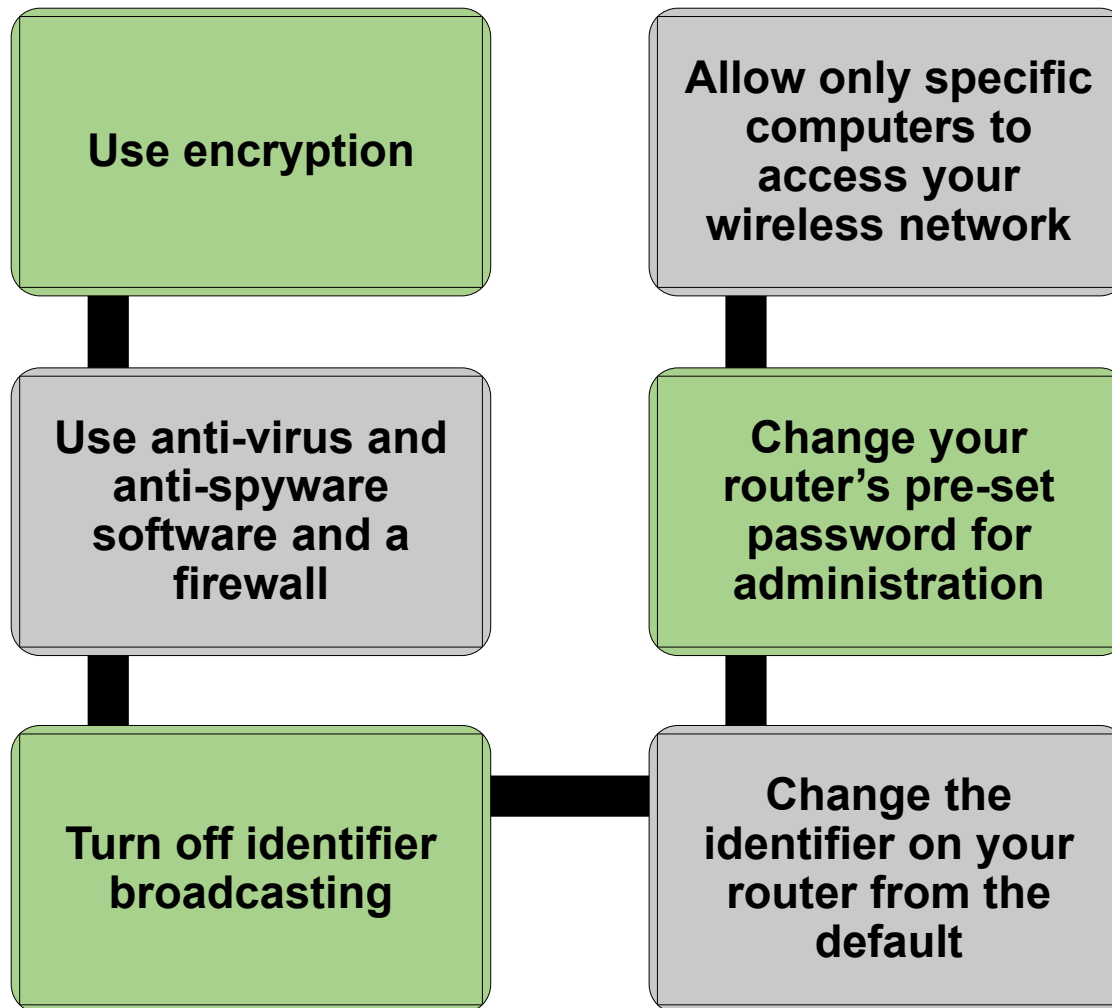 Use encryption
Use anti-virus and
anti-spyware
software and a
firewall
Turn off identifier
broadcasting
Change the
identifier on your
router from the
default
Change your
router’s pre-set
password for
administration
Allow only specific
computers to
access your
wireless network